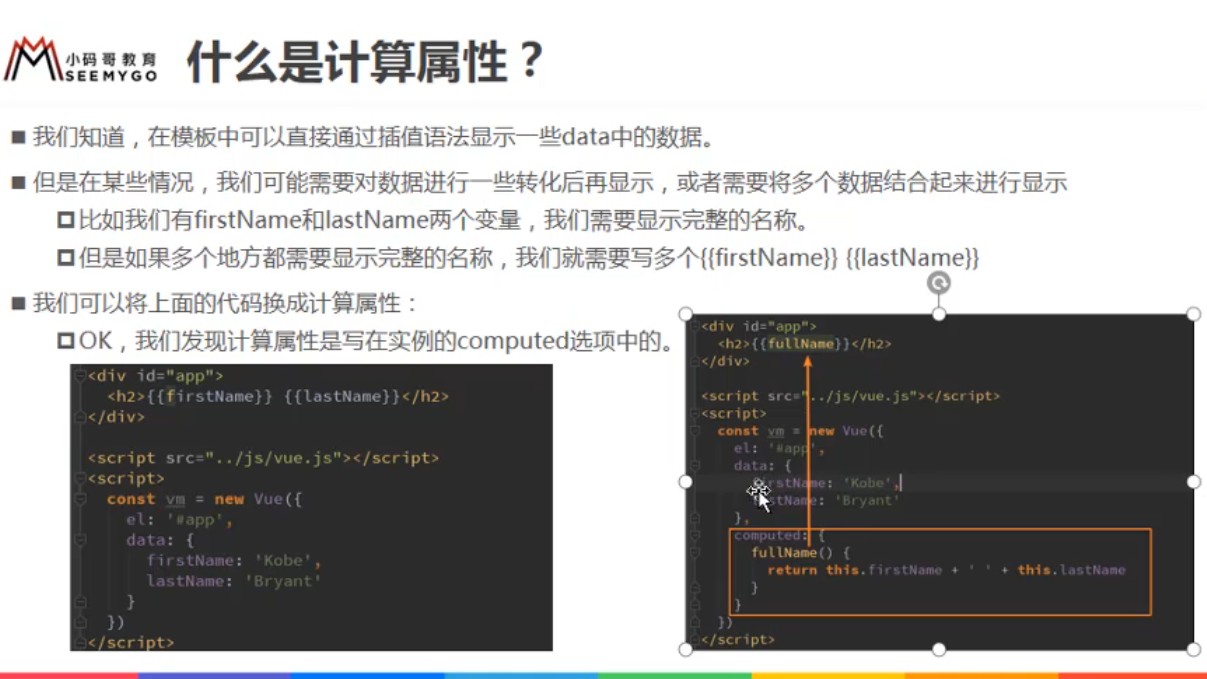 小码哥教育
SEEMYGO
什么是计算属性？
我们知道，在模板中可以直接通过插值语法显示一些data中的数据。
但是在某些情况，我们可能需要对数据进行一些转化后再显示，或者需要将多个数据结合起来进行显示
比如我们有firstName和lastName两个变量，我们需要显示完整的名称。
但是如果多个地方都需要显示完整的名称，我们就需要写多个{{firstName}} {{lastName}}
我们可以将上面的代码换成计算属性：
OK，我们发现计算属性是写在实例的computed选项中的。
<div id="app">
<h2>{{firstName}} {{lastName}}</h2>
</div>
<script src="../js/vue.js"></script>
<script>
const vm = new Vue({
el: '#app',
data: {
firstName: 'Kobe',
lastName: 'Bryant'
}
})
</script>
<div id="app">
<h2>{{fullName}}</h2>
</div>
<script src="../js/vue.js"></script>
<script>
const vm = new Vue({
el: '#app',
data: {
firstName: 'Kobe',
lastName: 'Bryant'
},
computed: {
fullName() {
return this.firstName + ' ' + this.lastName
}
}
})
</script>